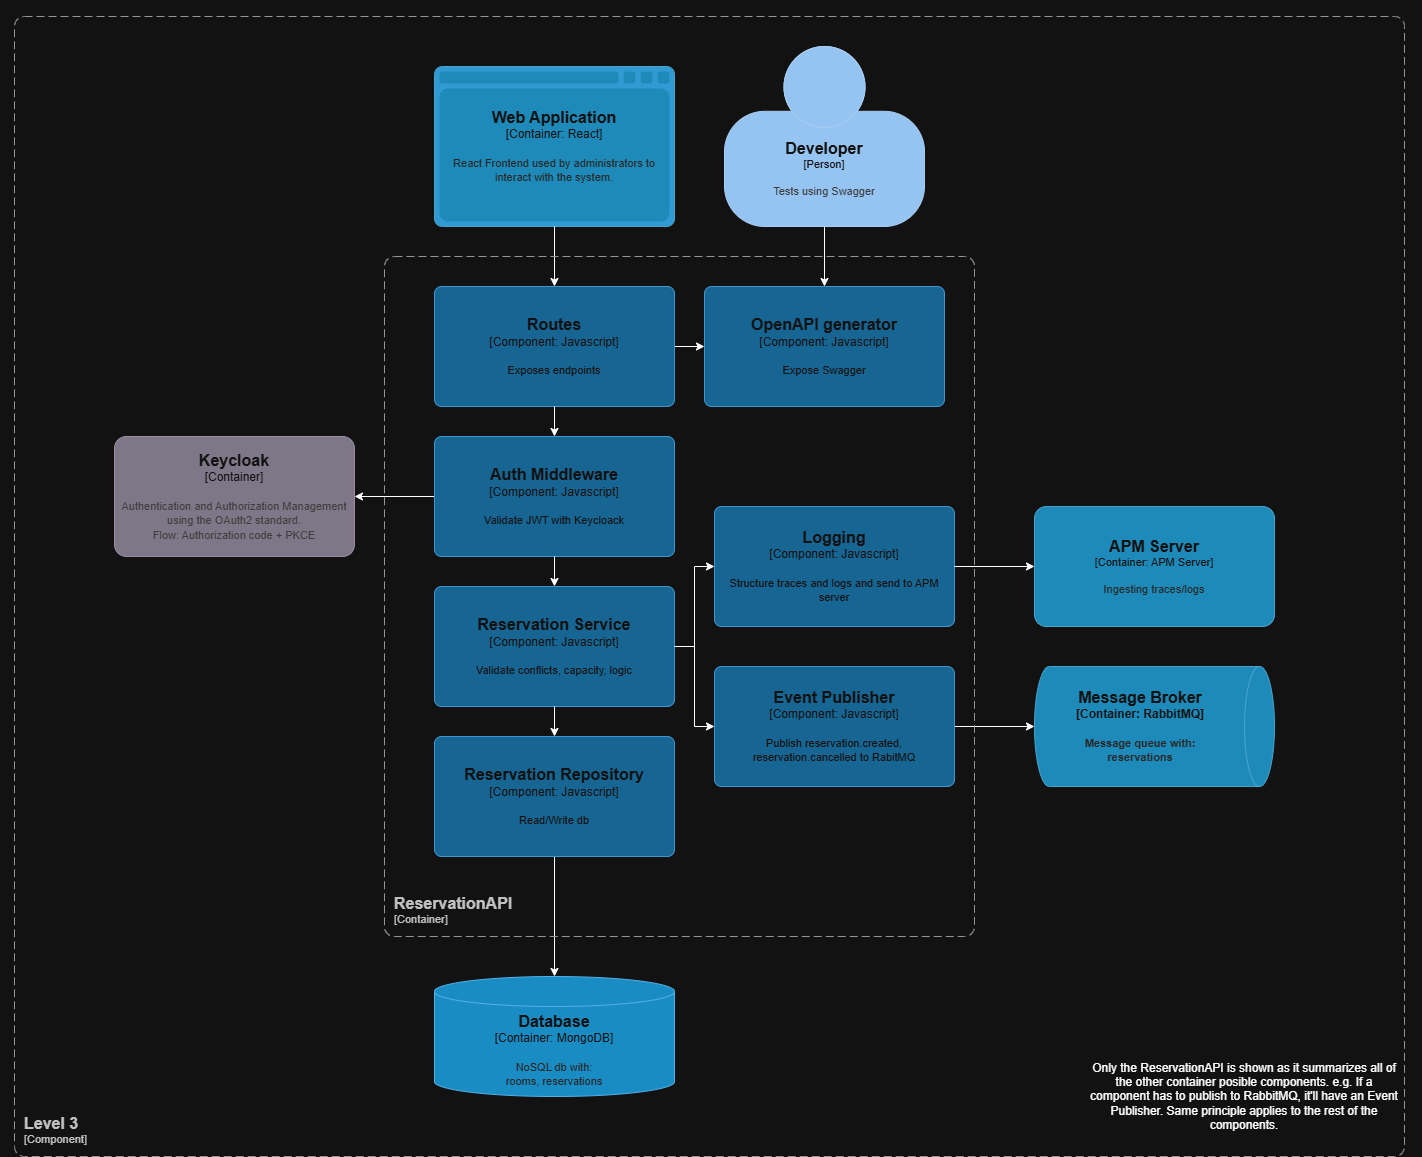 Web Application
[Container: React]
React Frontend used by administrators to
interact with the system.
Developer
[Person]
Tests using Swagger
Routes
[Component: Javascript]
Exposes endpoints
OpenAPI generator
[Component: Javascript]
Expose Swagger
Keycloak
[Container]
Authentication and Authorization Management
using the OAuth2 standard.
Flow: Authorization code + PKCE
Auth Middleware
[Component: Javascript]
Validate JWT with Keycloack
Logging
[Component: Javascript]
Structure traces and logs and send to APM
server
APM Server
[Container: APM Server]
Ingesting traces/logs
Reservation Service
[Component: Javascript]
Validate conflicts, capacity, logic
Event Publisher
[Component: Javascript]
Publish reservation.created,
reservation.cancelled to RabitMQ
Message Broker
[Container: RabbitMQ]
Message queue with:
reservations
Reservation Repository
[Component: Javascript]
Read/Write db
ReservationAPI
[Container]
Database
[Container: MongoDB]
NoSQL db with:
rooms, reservations
Only the ReservationAPI is shown as it summarizes all of
the other container posible components. e.g. If a
component has to publish to RabbitMQ, it'll have an Event
Publisher. Same principle applies to the rest of the
components.
Level 3
[Component]